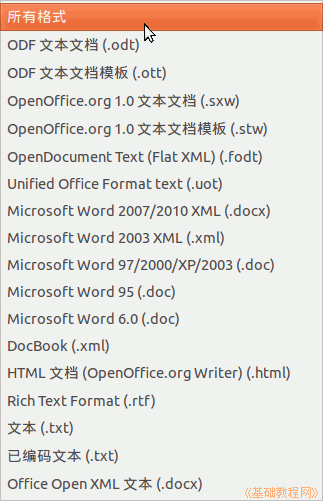 所有格式
ODF 文本文档 (.odt)
ODF 文本文档模板 (.ott)
OpenOffice.org 1.0 文本文档 (.sxw)
OpenOffice.org 1.0 文本文档模板 (.stw)
OpenDocument Text (Flat XML) (.fodt)
Unified Office Format text (.uot)
Microsoft Word 2007/2010 XML (.docx)
Microsoft Word 2003 XML (.xml)
Microsoft Word 97/2000/XP/2003 (.doc)
Microsoft Word 95 (.doc)
Microsoft Word 6.0 (.doc)
DocBook (.xml)
HTML 文档 (OpenOffice.org Writer) (.html)
Rich Text Format (.rtf)
文本 (.txt)
已编码文本 (.txt)
Office Open XML 文本 (.docx)
《基础教程网》